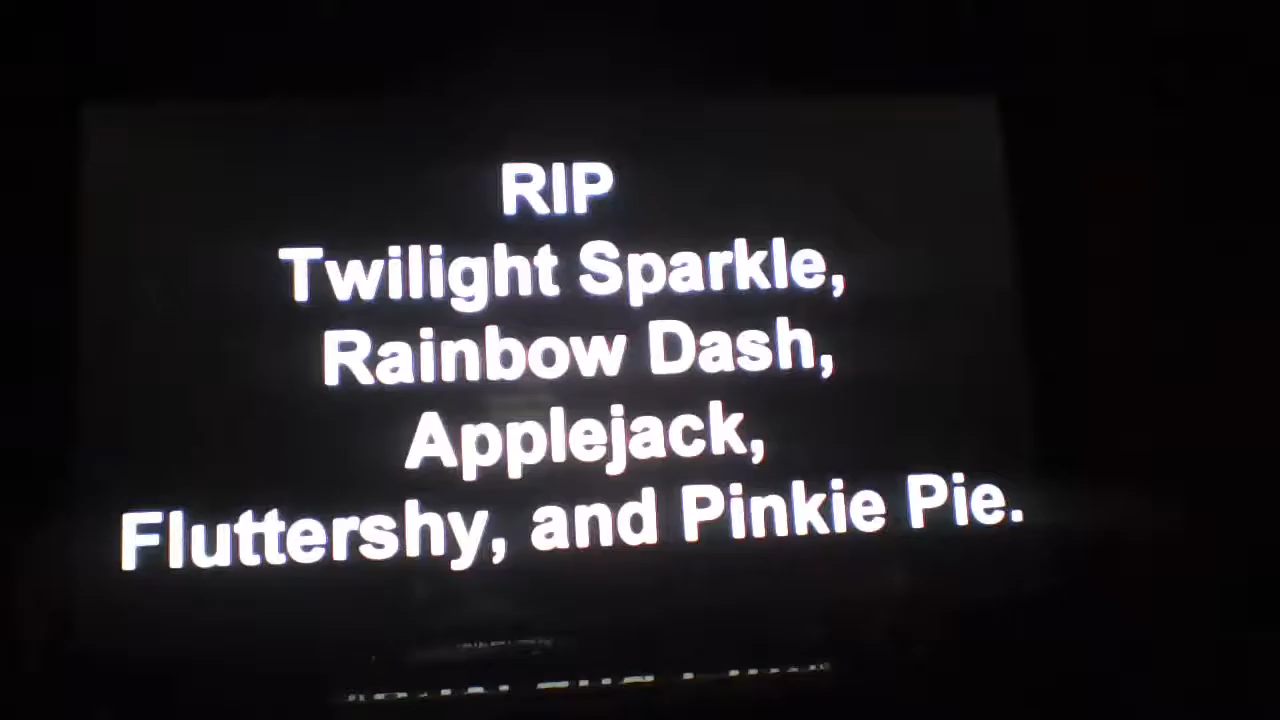 RIP
Twilight Sparkle,
Rainbow Dash,
Applejack,
Fluttershy, and Pinkie Pie.